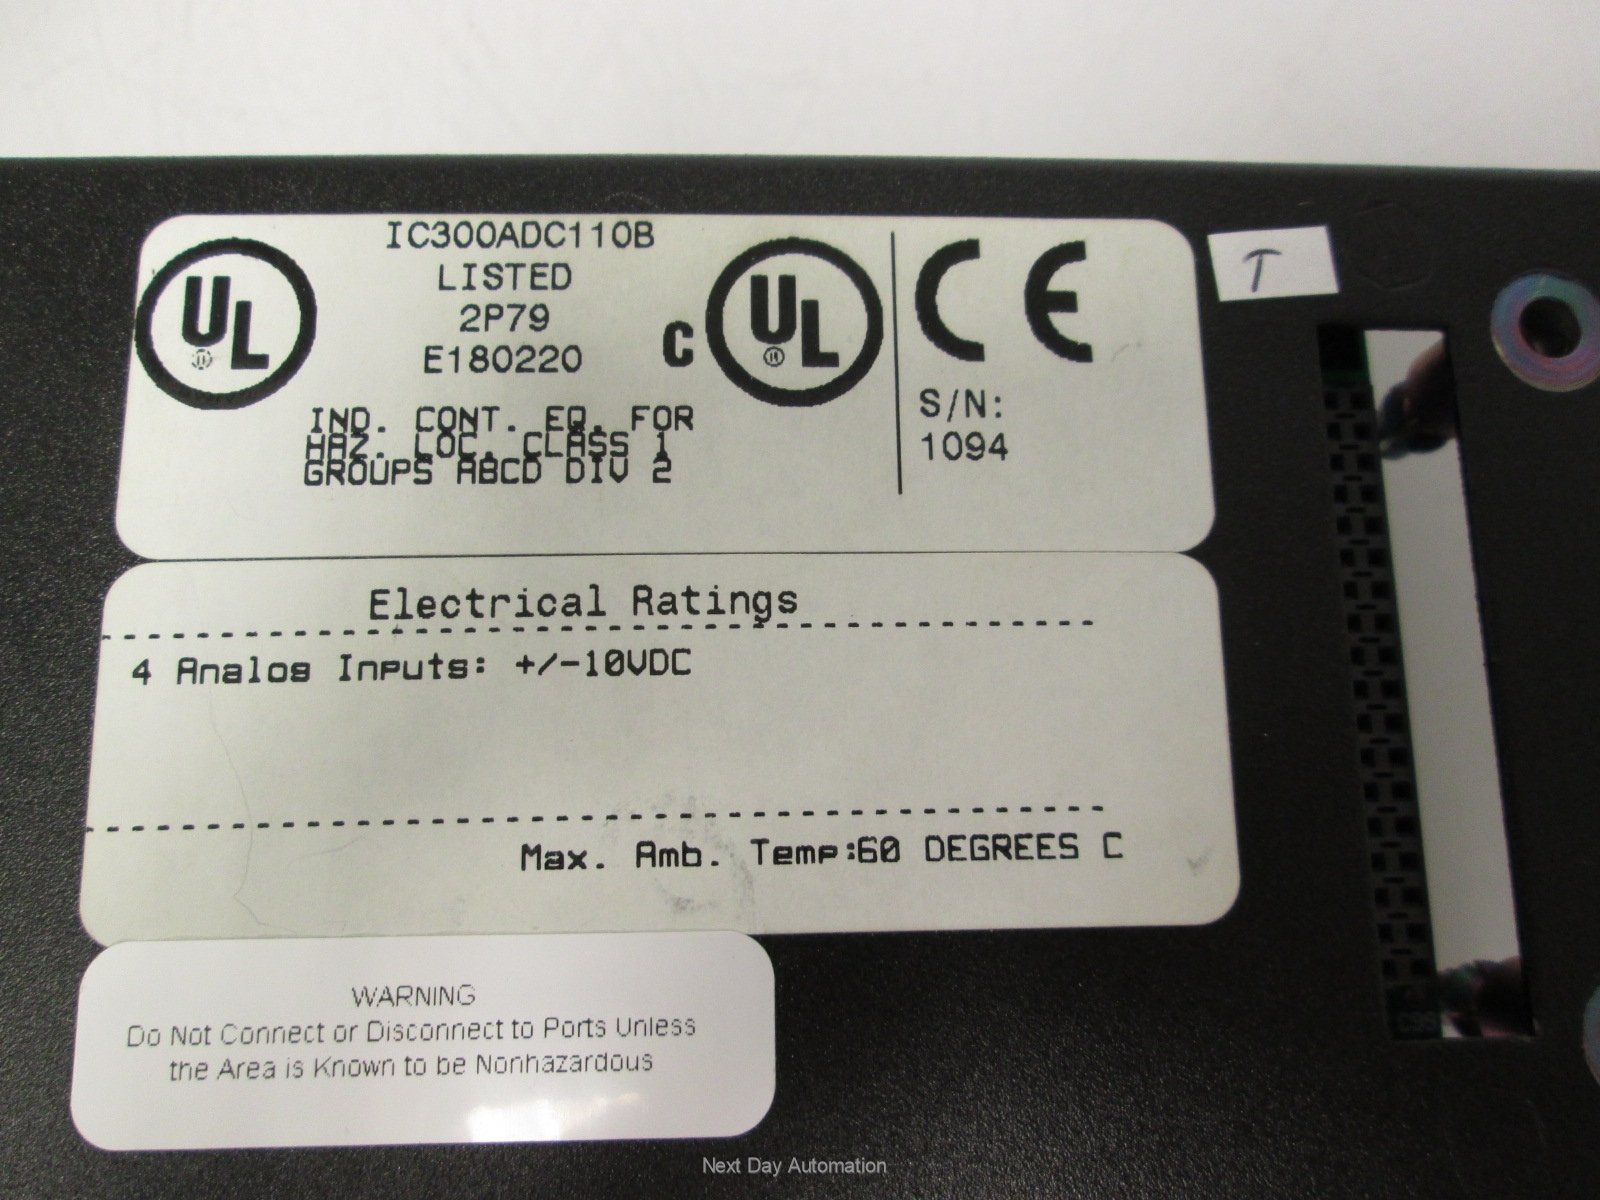 IC300ADC110B
LISTED
2P79
E180220
UL
C UL
CE
IND. CONT. EQ. FOR
HAZ. LOC. CLASS 1
GROUPS ABCD DIV 2
S/N:
1094
T
Electrical Ratings
4 Analog Inputs: +/-10VDC
Max. Amb. Temp:60 DEGREES C
WARNING
Do Not Connect or Disconnect to Ports Unless
the Area is Known to be Nonhazardous
Next Day Automation